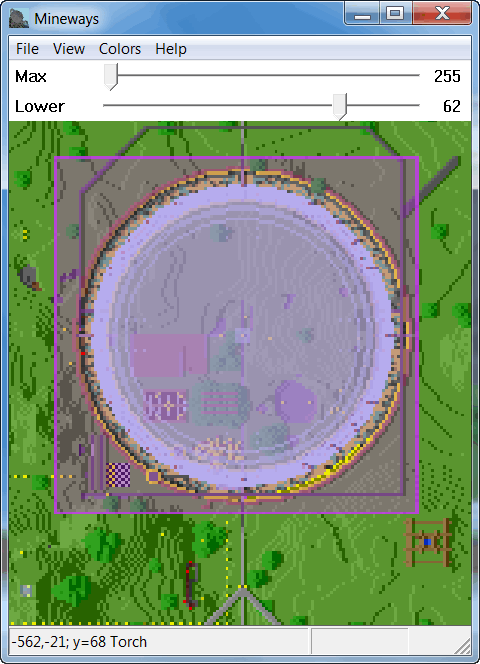 Mineways
File View Colors Help
Max 255
Lower 62
-562,-21; y=68 Torch